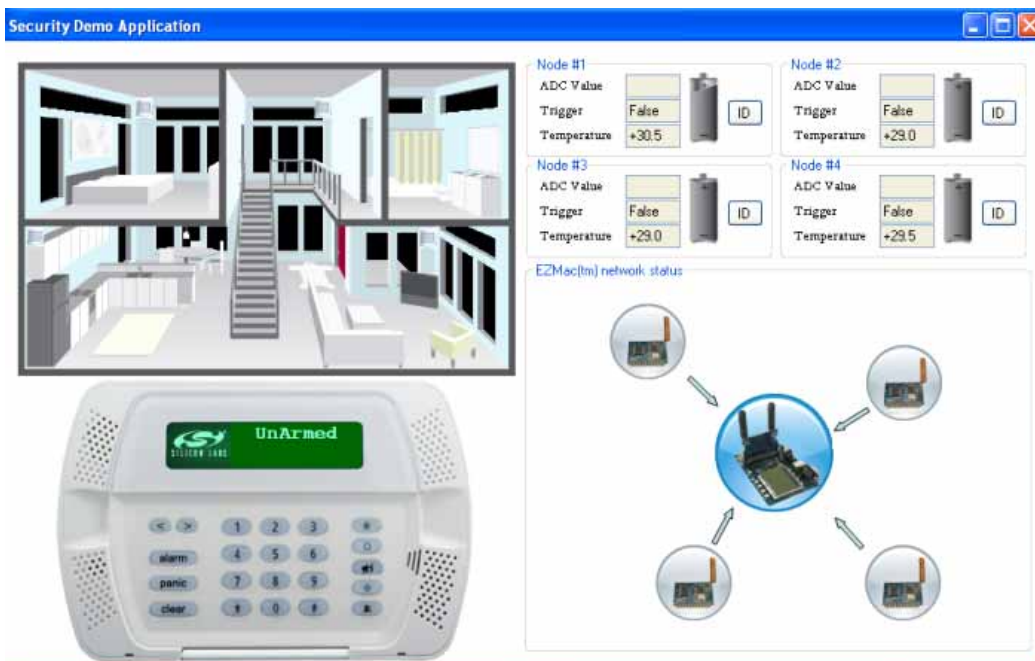 Security Demo Application
Node #1
ADC Value
Trigger False
Temperature +30.5
ID
Node #2
ADC Value
Trigger False
Temperature +29.0
ID
Node #3
ADC Value
Trigger False
Temperature +29.0
ID
Node #4
ADC Value
Trigger False
Temperature +29.5
ID
EZMac(tm) network status
SILICON LABS
UnArmed
< > 1 2 3
alarm 4 5 6
panic 7 8 9
clear * 0 #